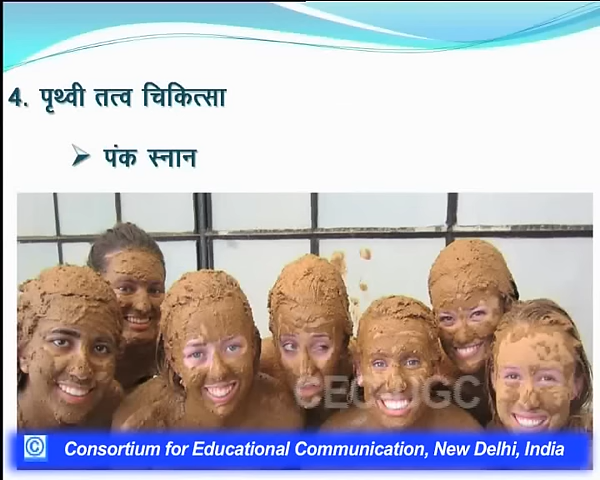 4. पृथ्वी तत्व चिकित्सा
➤ पंक स्नान
CEC-UGC
© Consortium for Educational Communication, New Delhi, India